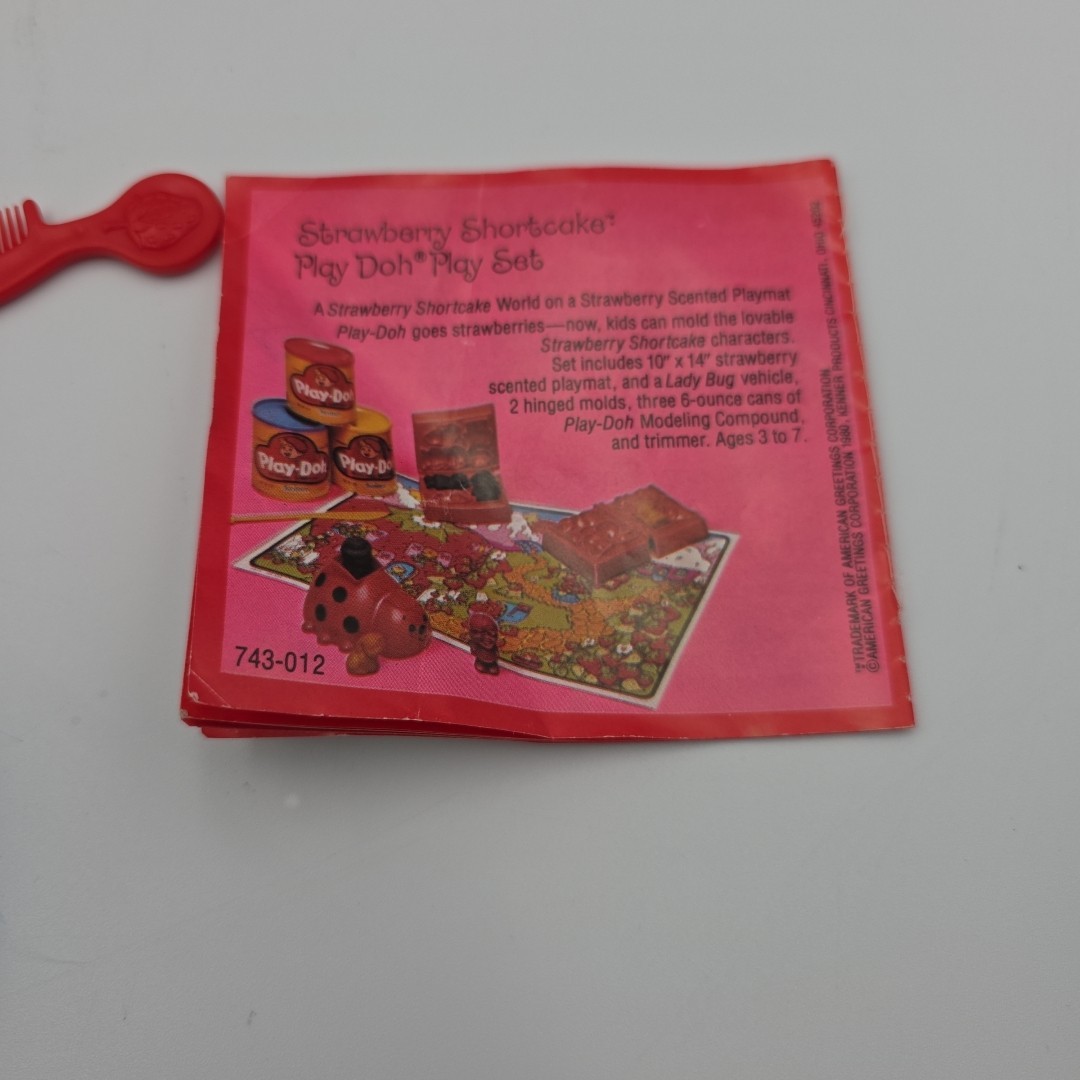 Strawberry Shortcake™
Play Doh® Play Set
A Strawberry Shortcake World on a Strawberry Scented Playmat
Play-Doh goes strawberries—now, kids can mold the lovable
Strawberry Shortcake characters.
Set includes 10" x 14" strawberry
scented playmat, and a Lady Bug vehicle,
2 hinged molds, three 6-ounce cans of
Play-Doh Modeling Compound,
and trimmer. Ages 3 to 7.
Play-Doh
Play-Doh
Play-Do
743-012
TRADEMARK OF AMERICAN GREETINGS CORPORATION
©AMERICAN GREETINGS CORPORATION 1980, KENNER PRODUCTS CINCINNATI, OHIO